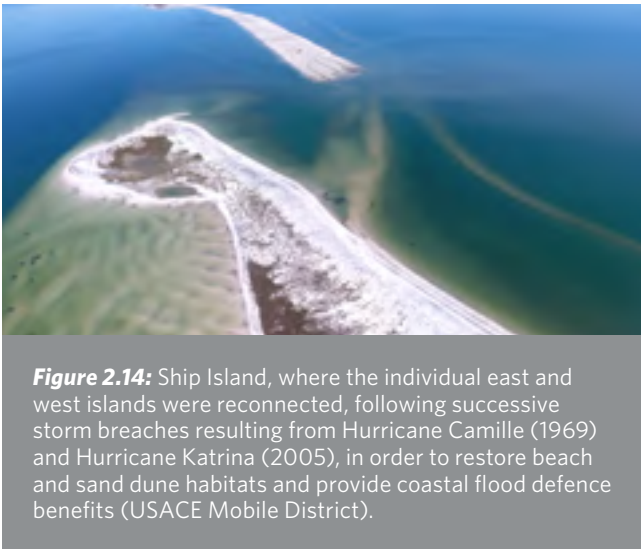 Figure 2.14: Ship Island, where the individual east and
west islands were reconnected, following successive
storm breaches resulting from Hurricane Camille (1969)
and Hurricane Katrina (2005), in order to restore beach
and sand dune habitats and provide coastal flood defence
benefits (USACE Mobile District).